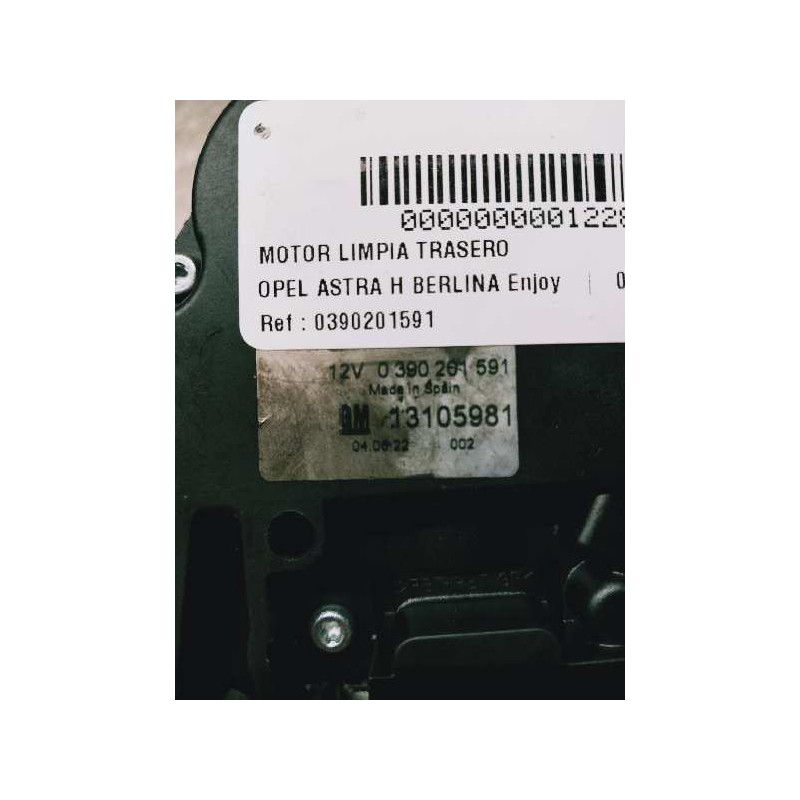 0000000001228
MOTOR LIMPIA TRASERO
OPEL ASTRA H BERLINA Enjoy | 0
Ref : 0390201591
12V 0 390 201 591
Made in Spain
GM 13105981
04.06.22 002